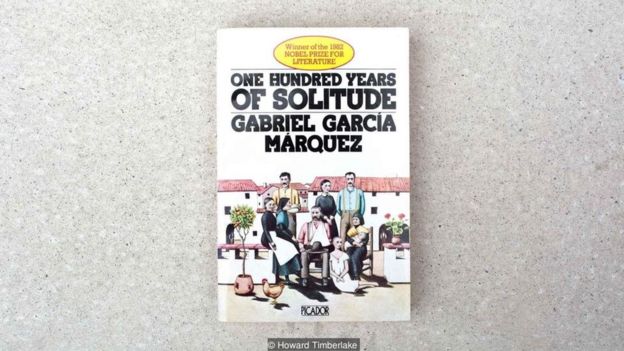 Winner of the 1982
NOBEL PRIZE FOR
LITERATURE
ONE HUNDRED YEARS
OF SOLITUDE
GABRIEL GARCÍA
MÁRQUEZ
PICADOR
© Howard Timberlake